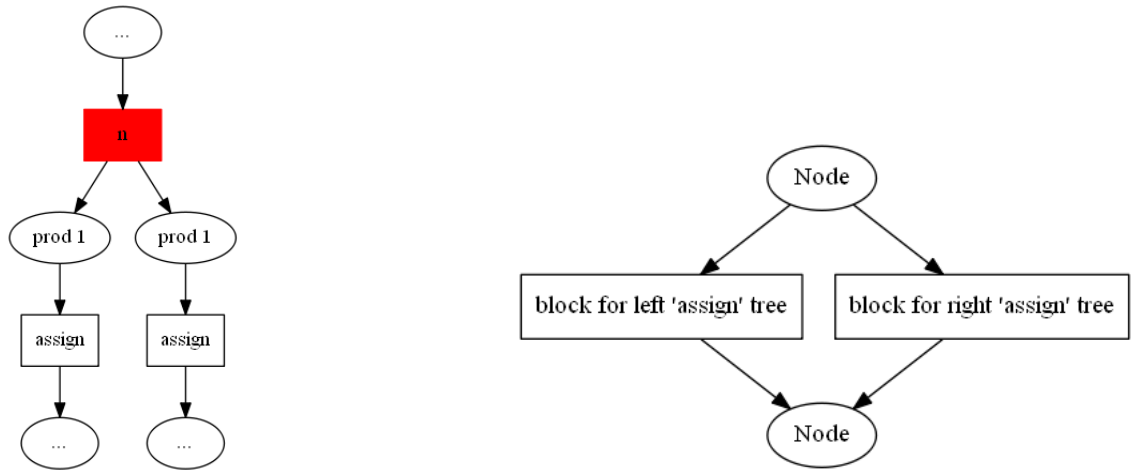 ...
n
prod 1
prod 1
assign
assign
...
...
Node
block for left 'assign' tree
block for right 'assign' tree
Node